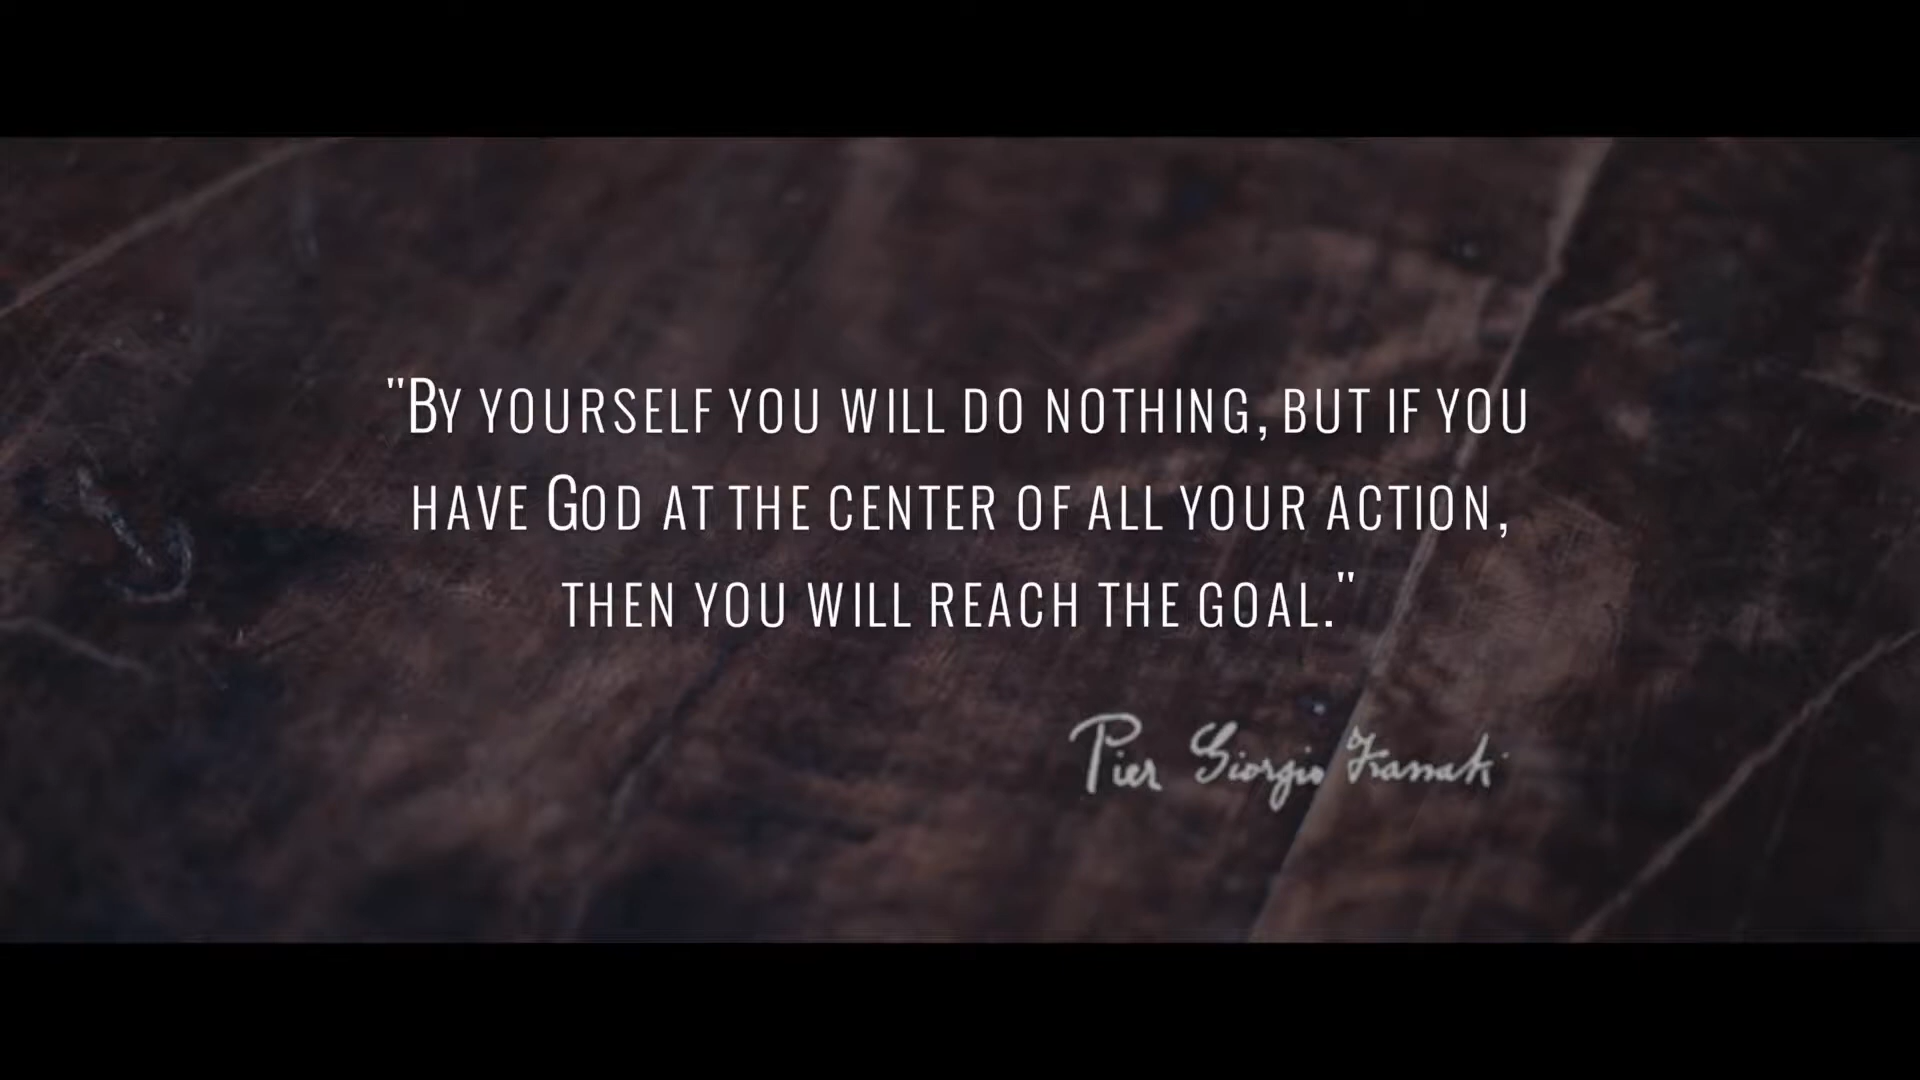 "By yourself you will do nothing, but if you
have God at the center of all your action,
then you will reach the goal."
Pier Giorgio Frassati